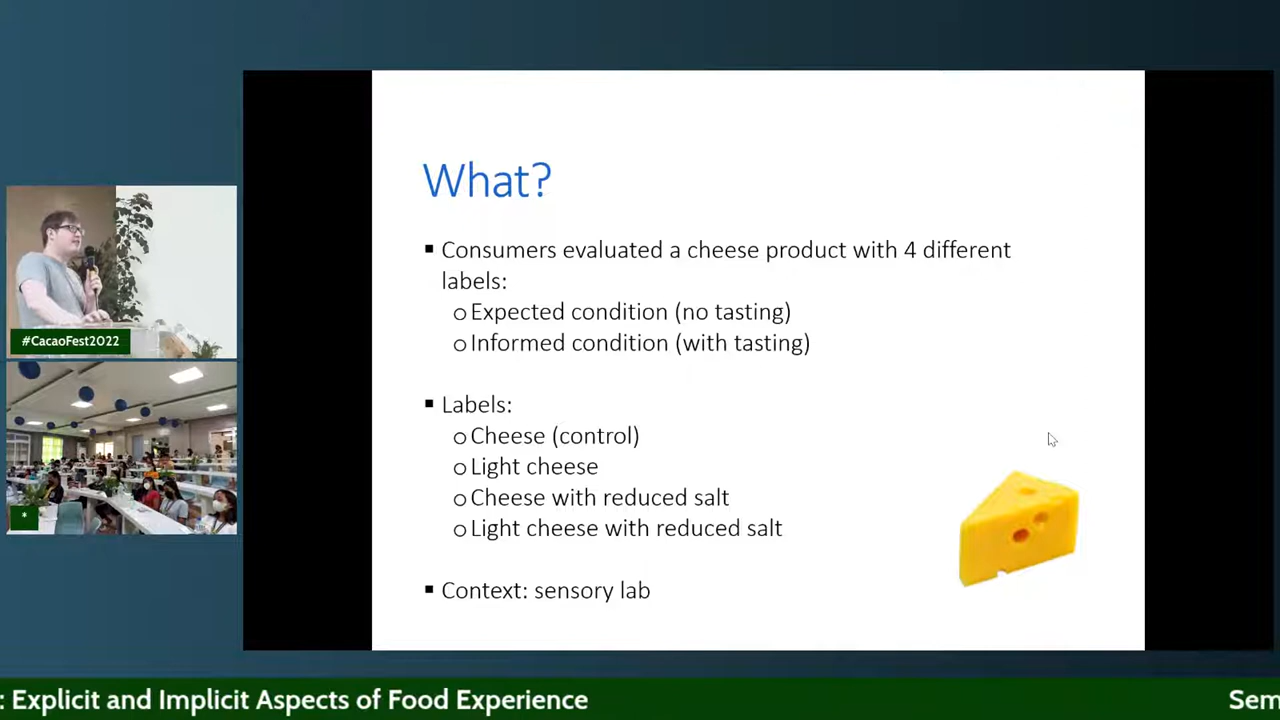 What?
▪ Consumers evaluated a cheese product with 4 different
labels:
o Expected condition (no tasting)
o Informed condition (with tasting)
▪ Labels:
o Cheese (control)
o Light cheese
o Cheese with reduced salt
o Light cheese with reduced salt
▪ Context: sensory lab
#CacaoFest2022
: Explicit and Implicit Aspects of Food Experience
Sem